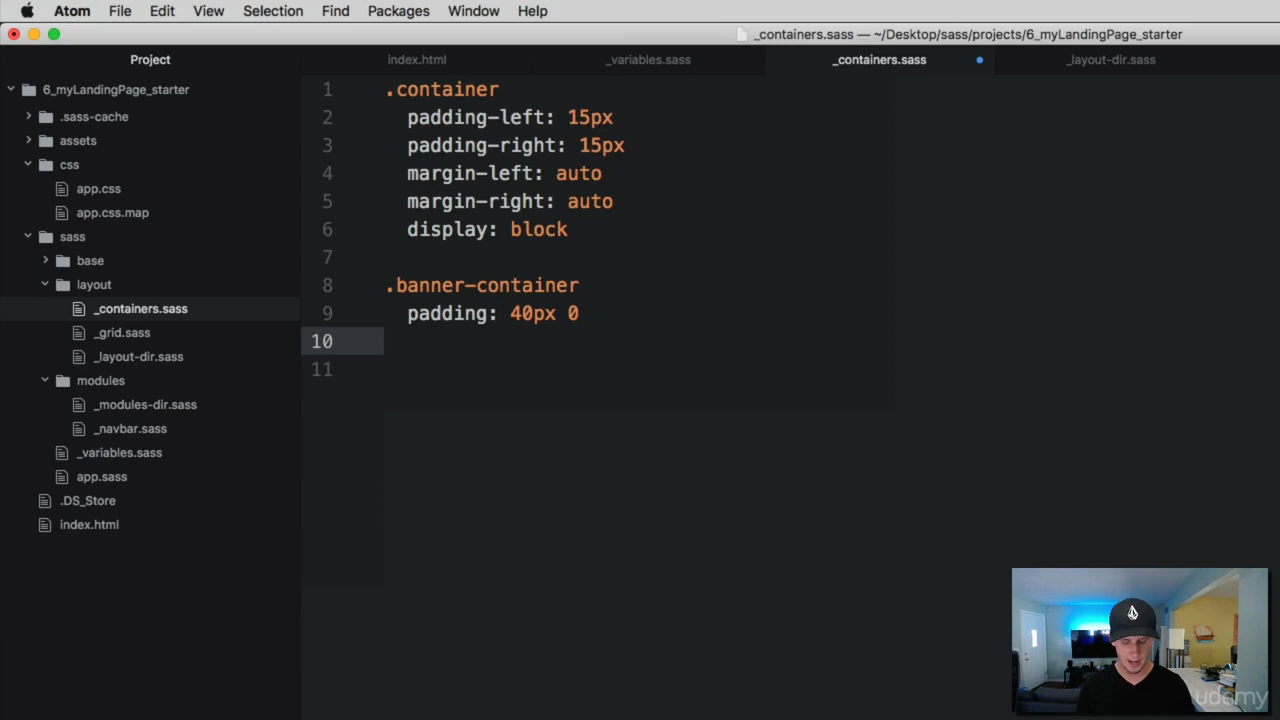 Atom File Edit View Selection Find Packages Window Help
_containers.sass — ~/Desktop/sass/projects/6_myLandingPage_starter
Project
index.html
_variables.sass
_containers.sass
_layout-dir.sass
6_myLandingPage_starter
.sass-cache
assets
css
app.css
app.css.map
sass
base
layout
_containers.sass
_grid.sass
_layout-dir.sass
modules
_modules-dir.sass
_navbar.sass
_variables.sass
app.sass
.DS_Store
index.html
1 .container
2 padding-left: 15px
3 padding-right: 15px
4 margin-left: auto
5 margin-right: auto
6 display: block
7
8 .banner-container
9 padding: 40px 0
10
11
udemy